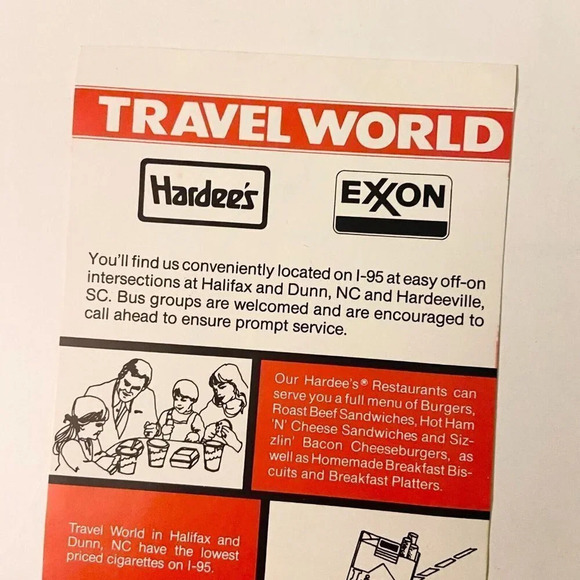 TRAVEL WORLD
Hardee's
EXXON
You'll find us conveniently located on I-95 at easy off-on
intersections at Halifax and Dunn, NC and Hardeeville,
SC. Bus groups are welcomed and are encouraged to
call ahead to ensure prompt service.
Our Hardee's® Restaurants can
serve you a full menu of Burgers,
Roast Beef Sandwiches, Hot Ham
'N' Cheese Sandwiches and Siz-
zlin' Bacon Cheeseburgers, as
well as Homemade Breakfast Bis-
cuits and Breakfast Platters.
Travel World in Halifax and
Dunn, NC have the lowest
priced cigarettes on I-95.